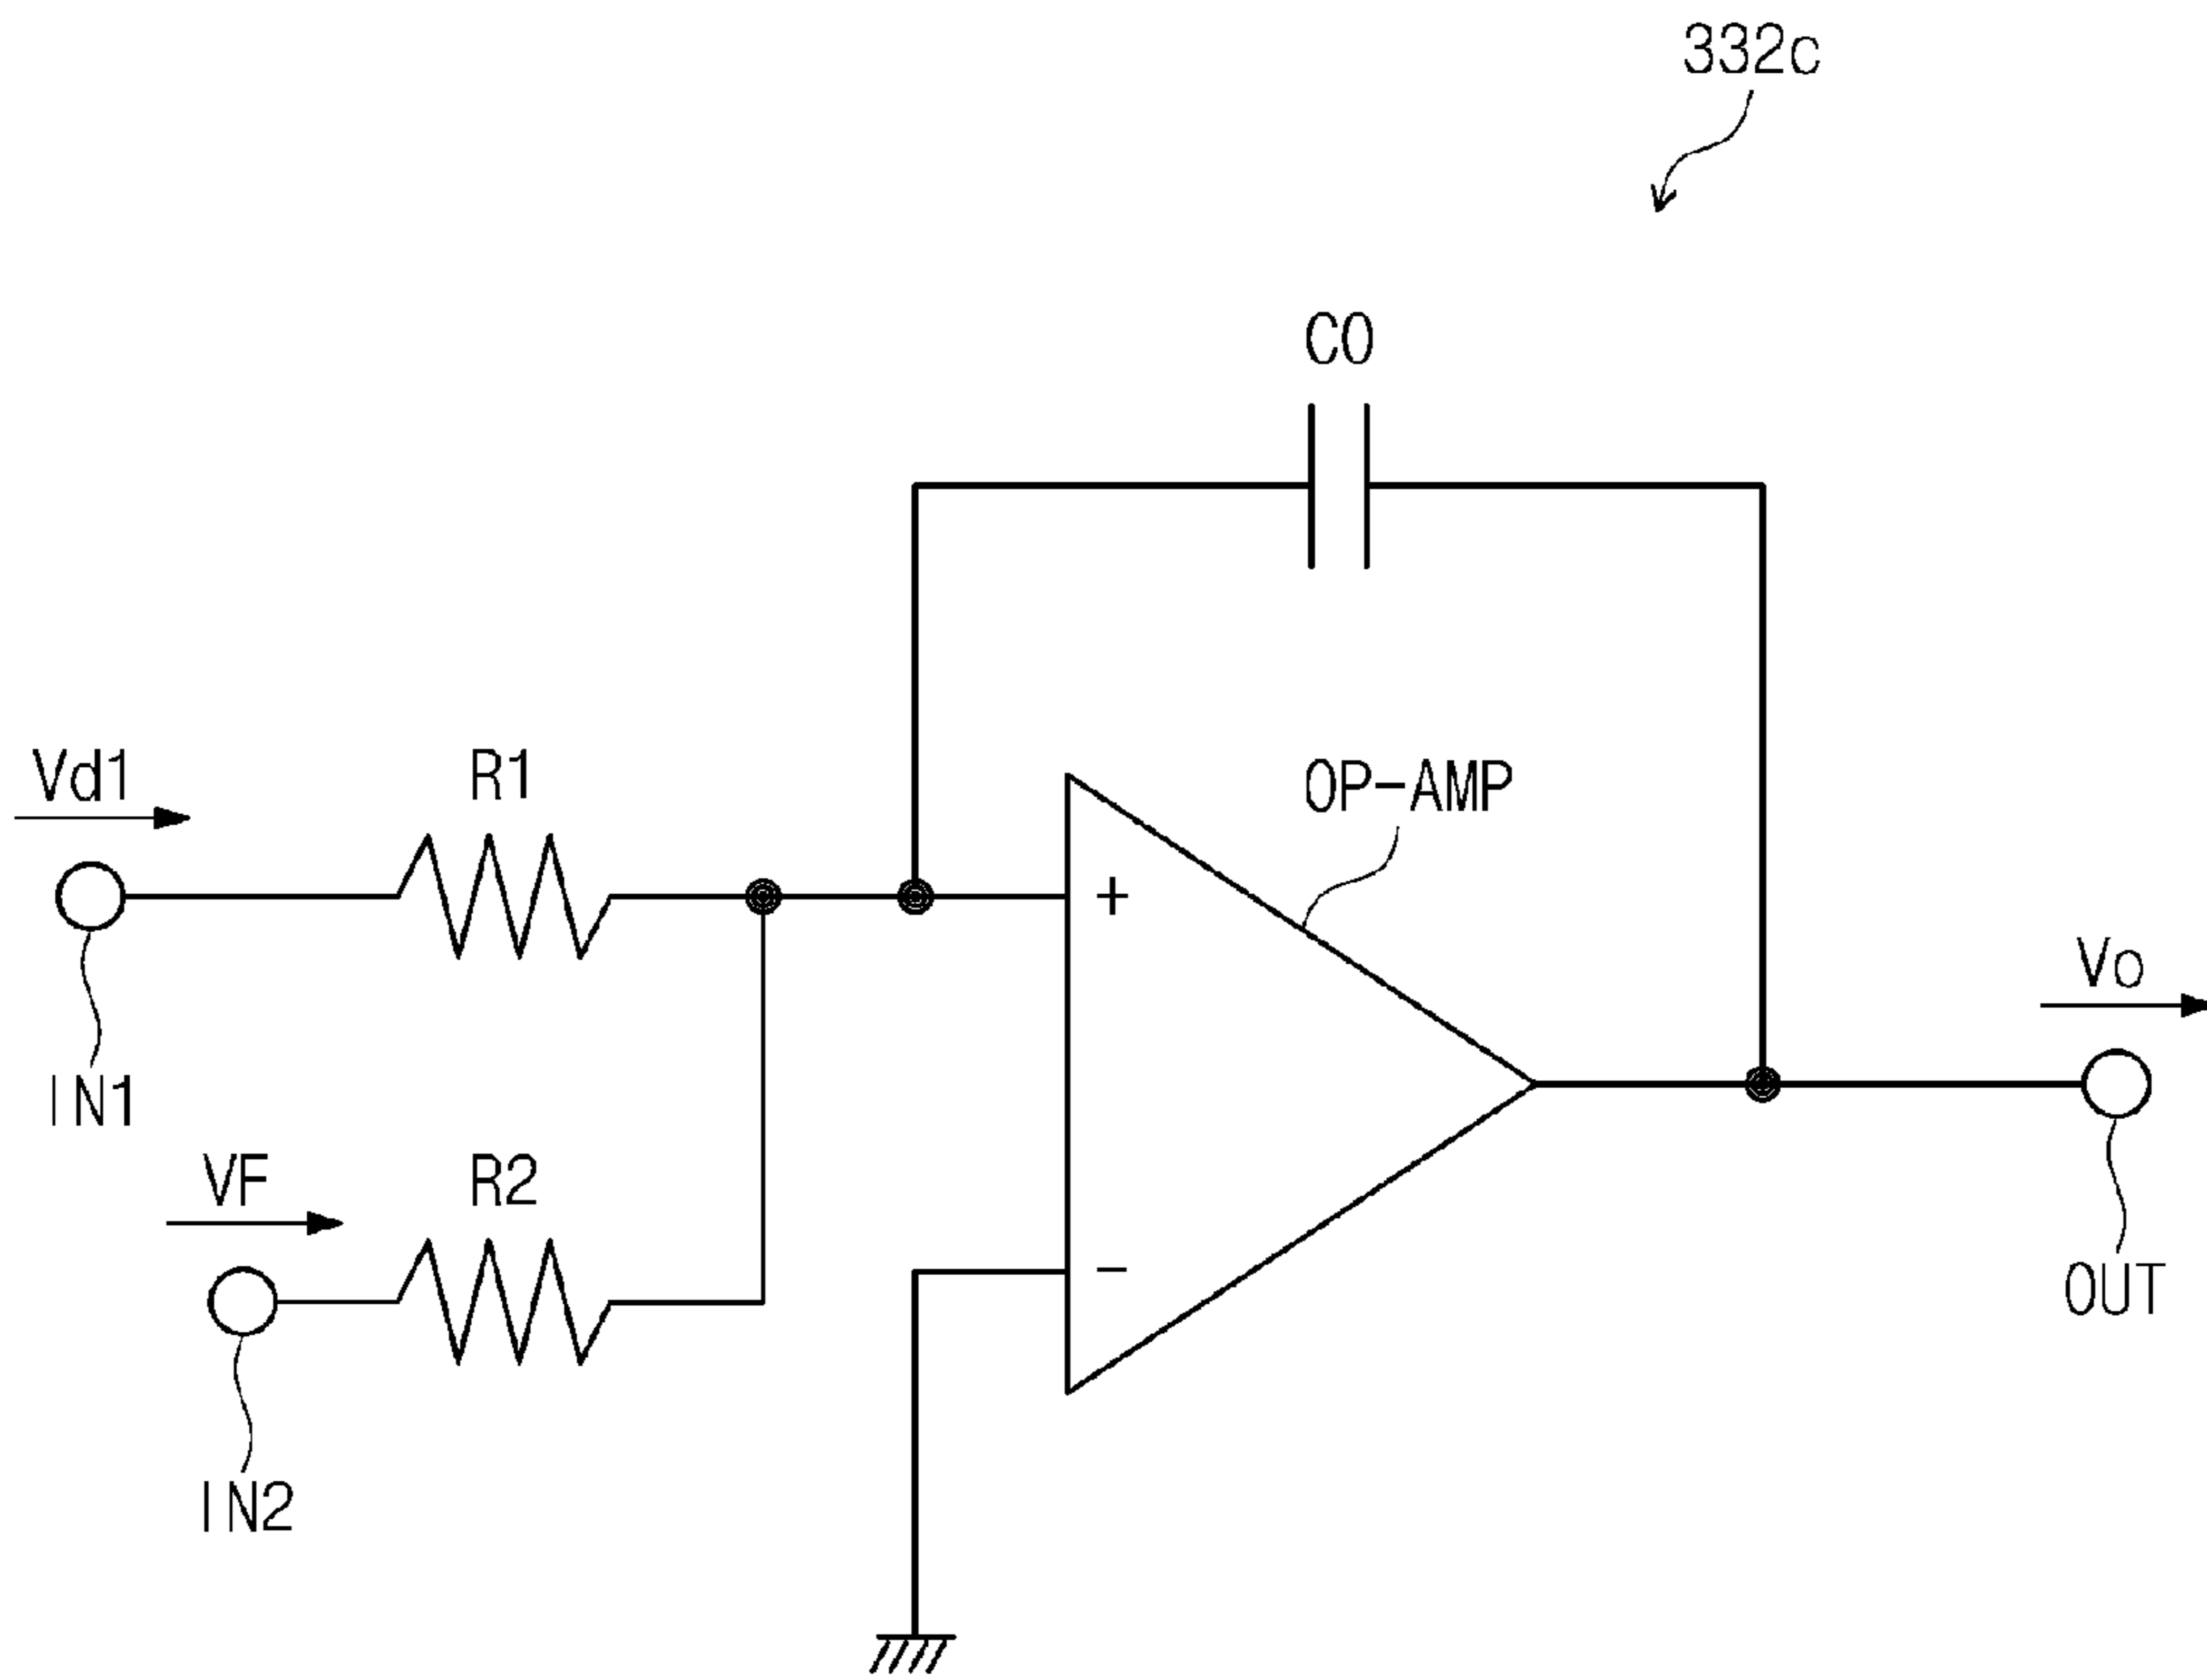 332c
C0
Vd1
R1
OP-AMP
+
Vo
IN1
VF
R2
-
OUT
IN2